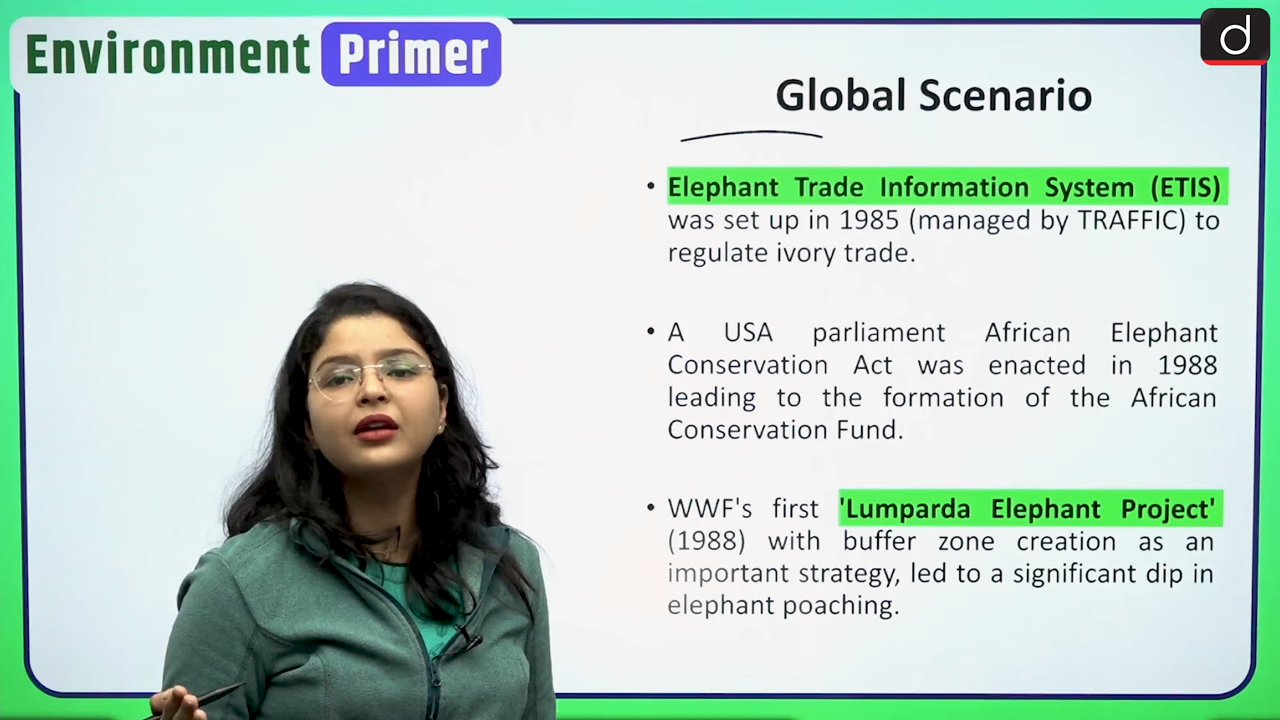 Environment Primer
d
Global Scenario
• Elephant Trade Information System (ETIS)
was set up in 1985 (managed by TRAFFIC) to
regulate ivory trade.
• A USA parliament African Elephant
Conservation Act was enacted in 1988
leading to the formation of the African
Conservation Fund.
• WWF's first 'Lumparda Elephant Project'
(1988) with buffer zone creation as an
important strategy, led to a significant dip in
elephant poaching.